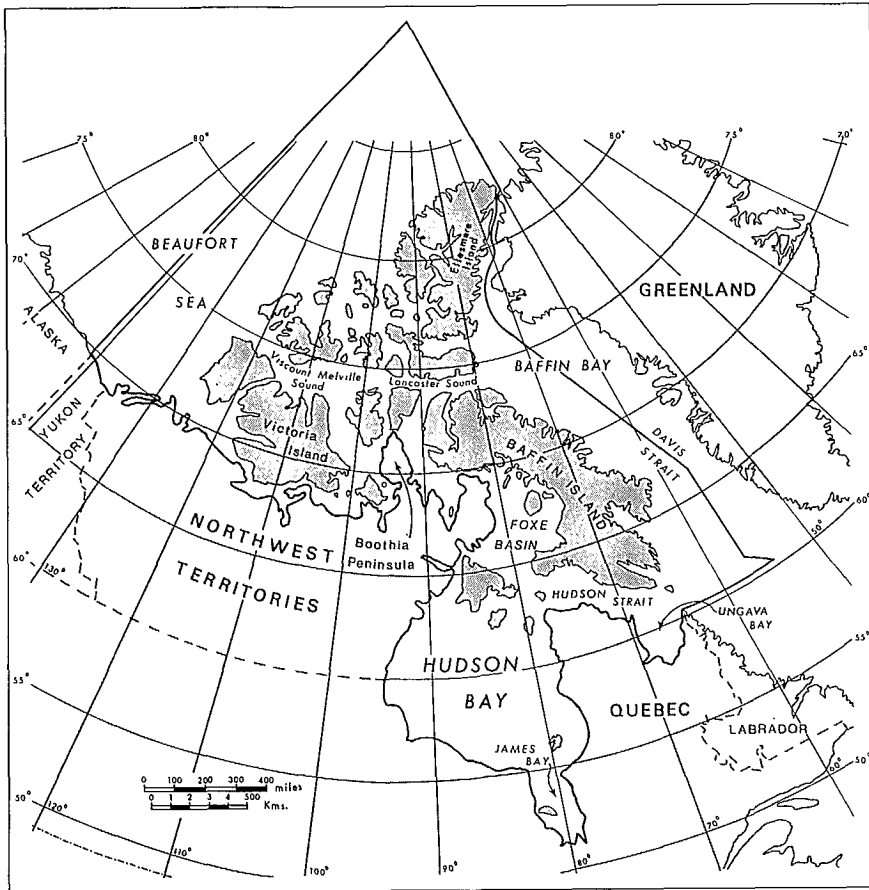 75°
80°
80°
75°
70°
BEAUFORT
SEA
70°
ALASKA
65°
YUKON
TERRITORY
Ellesmere
Island
GREENLAND
65°
Viscount Melville
Sound
Lancaster Sound
BAFFIN BAY
DAVIS
STRAIT
Victoria
Island
BAFFIN ISLAND
FOXE
BASIN
NORTHWEST
TERRITORIES
Boothia
Peninsula
60°
130°
50°
60°
HUDSON
STRAIT
UNGAVA
BAY
55°
HUDSON
BAY
55°
QUEBEC
LABRADOR
JAMES
BAY
0 100 200 300 400 miles
0 1 2 3 4 500
Kms.
50°
120°
110°
100°
90°
80°
70°
60°
50°